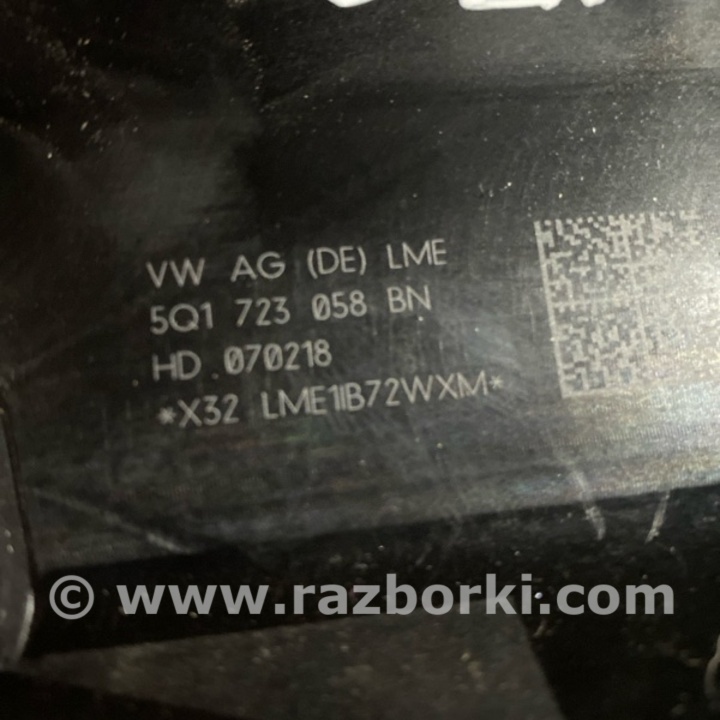 VW AG (DE) LME
5Q1 723 058 BN
HD 070218
*X32 LME1IB72WXM*
© www.razborki.com